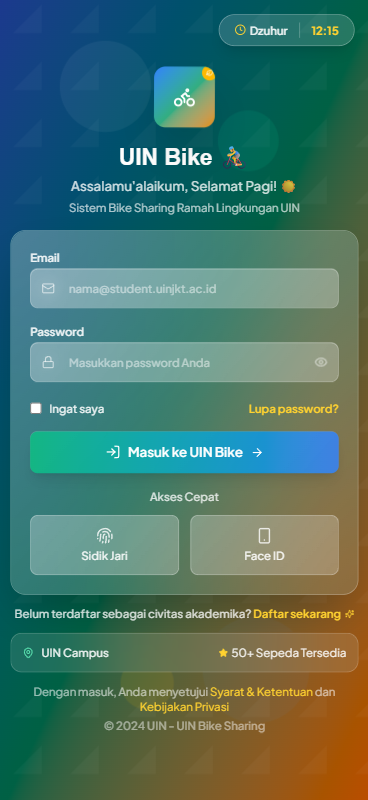 Dzuhur 12:15
UIN Bike
Assalamu'alaikum, Selamat Pagi!
Sistem Bike Sharing Ramah Lingkungan UIN
Email
nama@student.uinjkt.ac.id
Password
Masukkan password Anda
Ingat saya Lupa password?
Masuk ke UIN Bike →
Akses Cepat
Sidik Jari Face ID
Belum terdaftar sebagai civitas akademika? Daftar sekarang
UIN Campus 50+ Sepeda Tersedia
Dengan masuk, Anda menyetujui Syarat & Ketentuan dan
Kebijakan Privasi
© 2024 UIN - UIN Bike Sharing